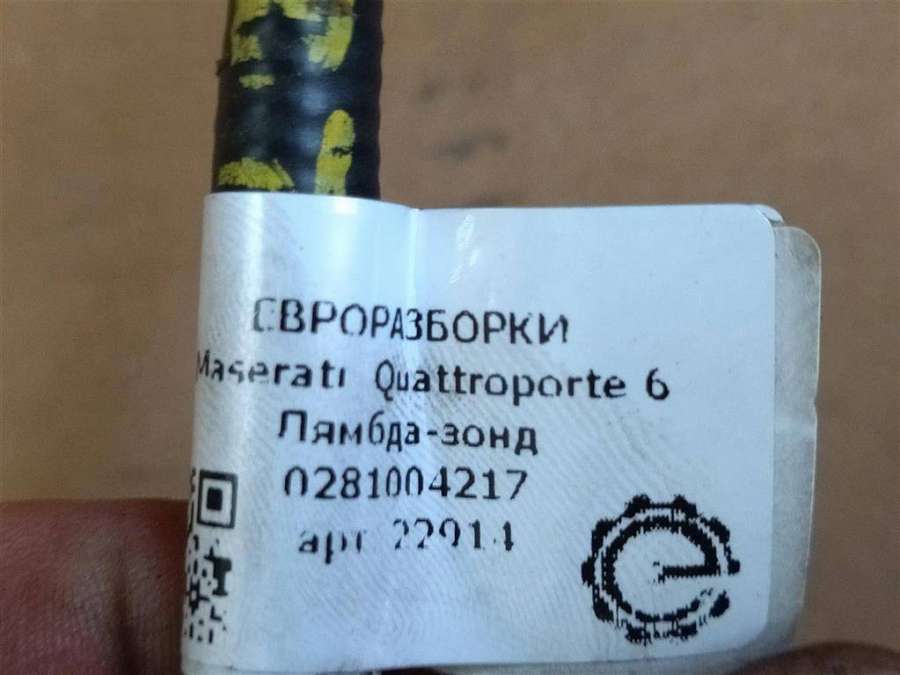 ЕВРОРАЗБОРКИ
Maserati Quattroporte 6
Лямбда-зонд
0281004217
арт 22914